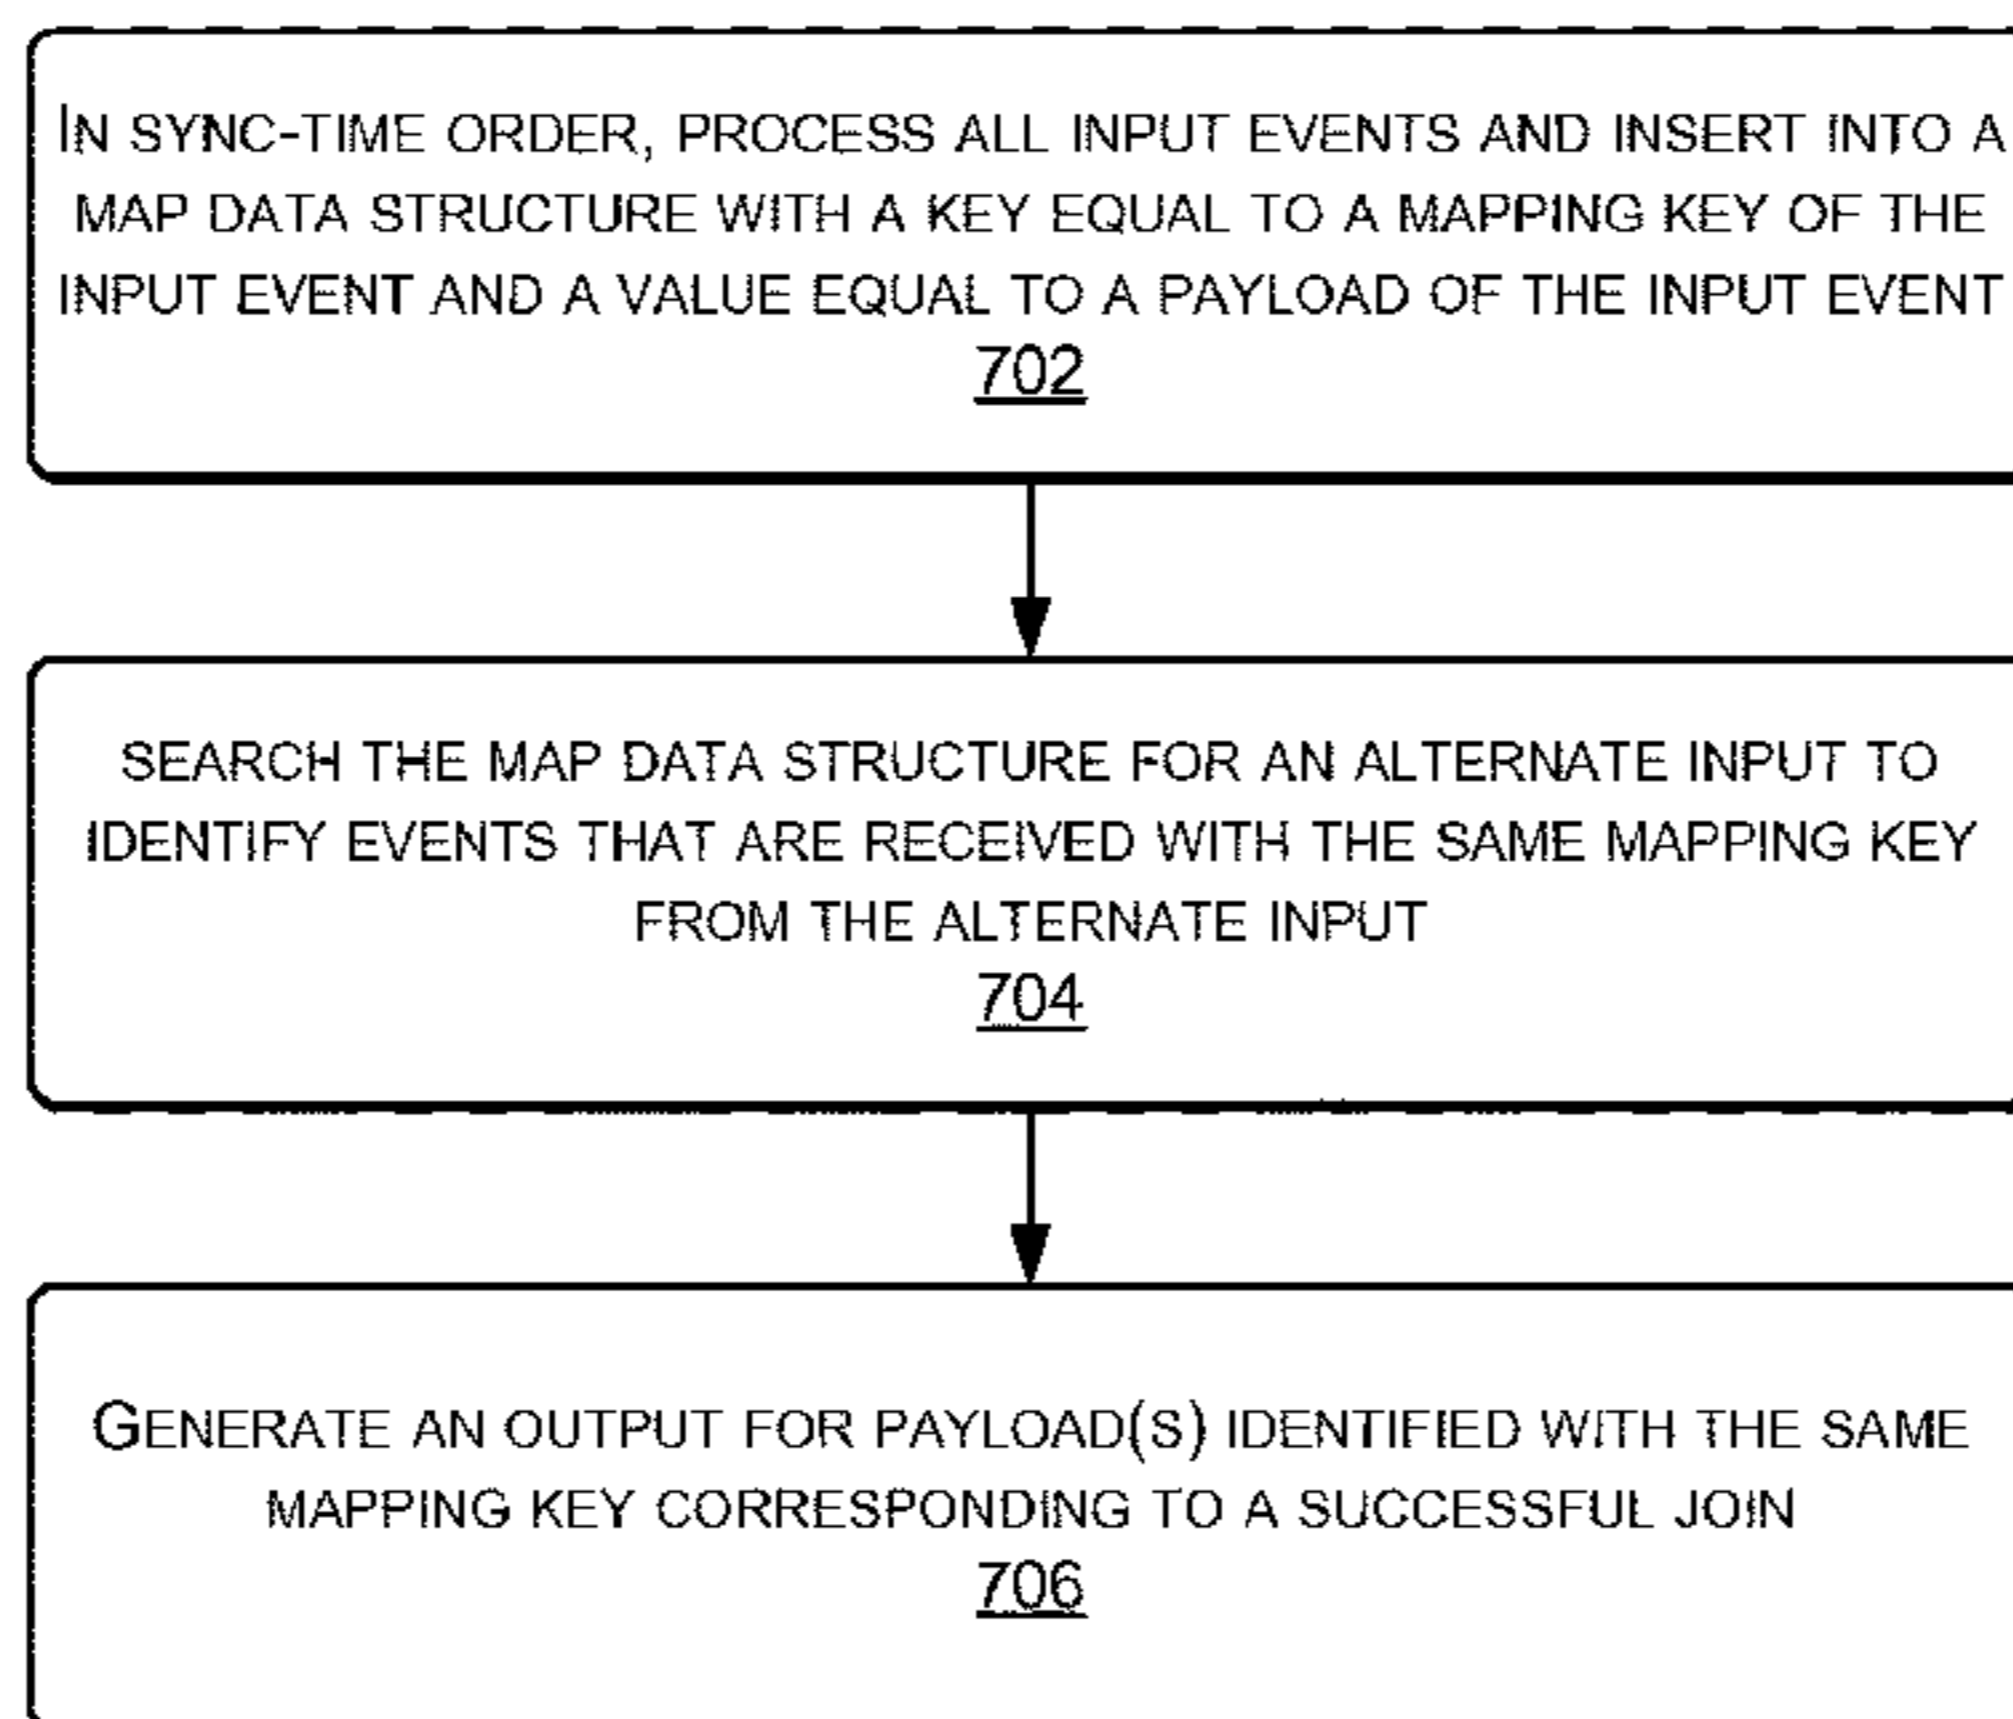 IN SYNC-TIME ORDER, PROCESS ALL INPUT EVENTS AND INSERT INTO A
MAP DATA STRUCTURE WITH A KEY EQUAL TO A MAPPING KEY OF THE
INPUT EVENT AND A VALUE EQUAL TO A PAYLOAD OF THE INPUT EVENT
702
SEARCH THE MAP DATA STRUCTURE FOR AN ALTERNATE INPUT TO
IDENTIFY EVENTS THAT ARE RECEIVED WITH THE SAME MAPPING KEY
FROM THE ALTERNATE INPUT
704
GENERATE AN OUTPUT FOR PAYLOAD(S) IDENTIFIED WITH THE SAME
MAPPING KEY CORRESPONDING TO A SUCCESSFUL JOIN
706